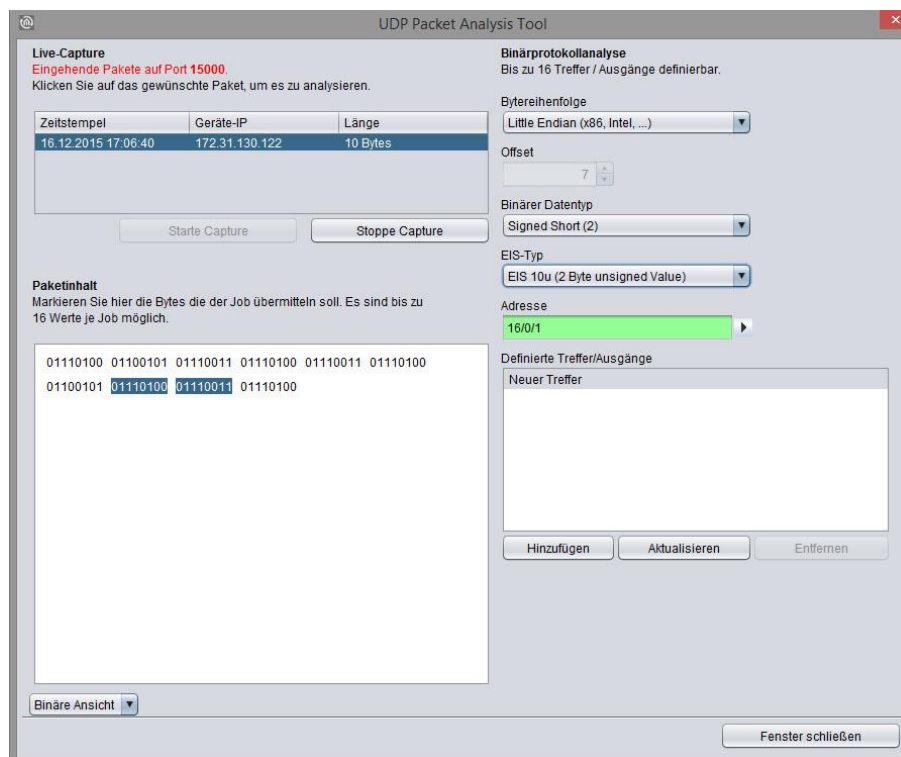 UDP Packet Analysis Tool
Live-Capture
Eingehende Pakete auf Port 15000.
Klicken Sie auf das gewünschte Paket, um es zu analysieren.
Zeitstempel Geräte-IP Länge
16.12.2015 17:06:40 172.31.130.122 10 Bytes
Starte Capture Stoppe Capture
Paketinhalt
Markieren Sie hier die Bytes die der Job übermitteln soll. Es sind bis zu
16 Werte je Job möglich.
01110100 01100101 01110011 01110100 01110011 01110100
01100101 01110100 01110011 01110100
Binäre Ansicht
Binärprotokollanalyse
Bis zu 16 Treffer / Ausgänge definierbar.
Bytereihenfolge
Little Endian (x86, Intel, ...)
Offset
7
Binärer Datentyp
Signed Short (2)
EIS-Typ
EIS 10u (2 Byte unsigned Value)
Adresse
16/0/1
Definierte Treffer/Ausgänge
Neuer Treffer
Hinzufügen Aktualisieren Entfernen
Fenster schließen